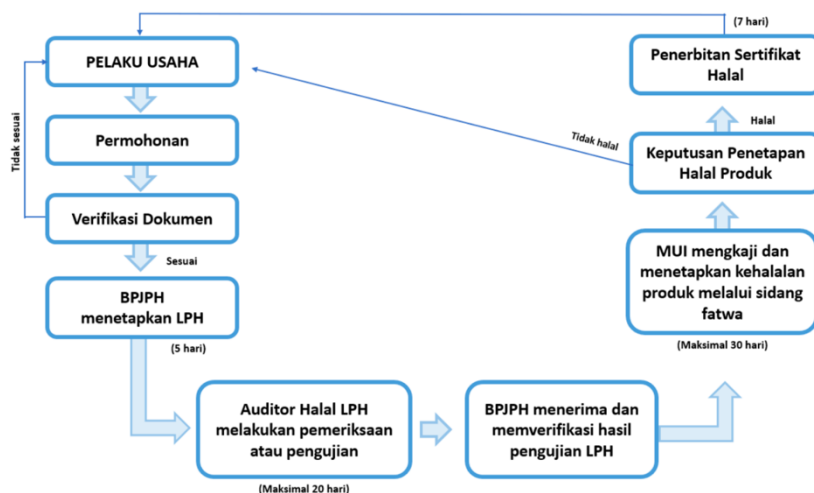 PELAKU USAHA
Tidak sesuai
Permohonan
Verifikasi Dokumen
Sesuai
BPJPH
menetapkan LPH
(5 hari)
Auditor Halal LPH
melakukan pemeriksaan
atau pengujian
(Maksimal 20 hari)
BPJPH menerima dan
memverifikasi hasil
pengujian LPH
MUI mengkaji dan
menetapkan kehalalan
produk melalui sidang
fatwa
(Maksimal 30 hari)
Keputusan Penetapan
Halal Produk
Tidak halal
Halal
Penerbitan Sertifikat
Halal
(7 hari)